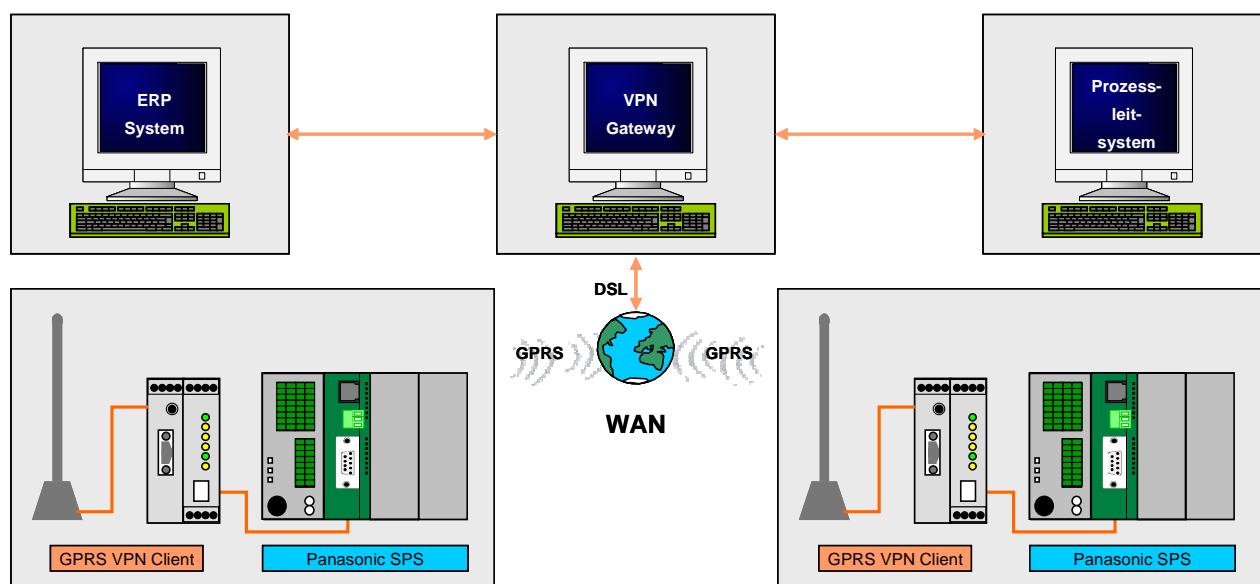 ERP
System
VPN
Gateway
Prozess-
leit-
system
DSL
GPRS
GPRS
WAN
GPRS VPN Client
Panasonic SPS
GPRS VPN Client
Panasonic SPS